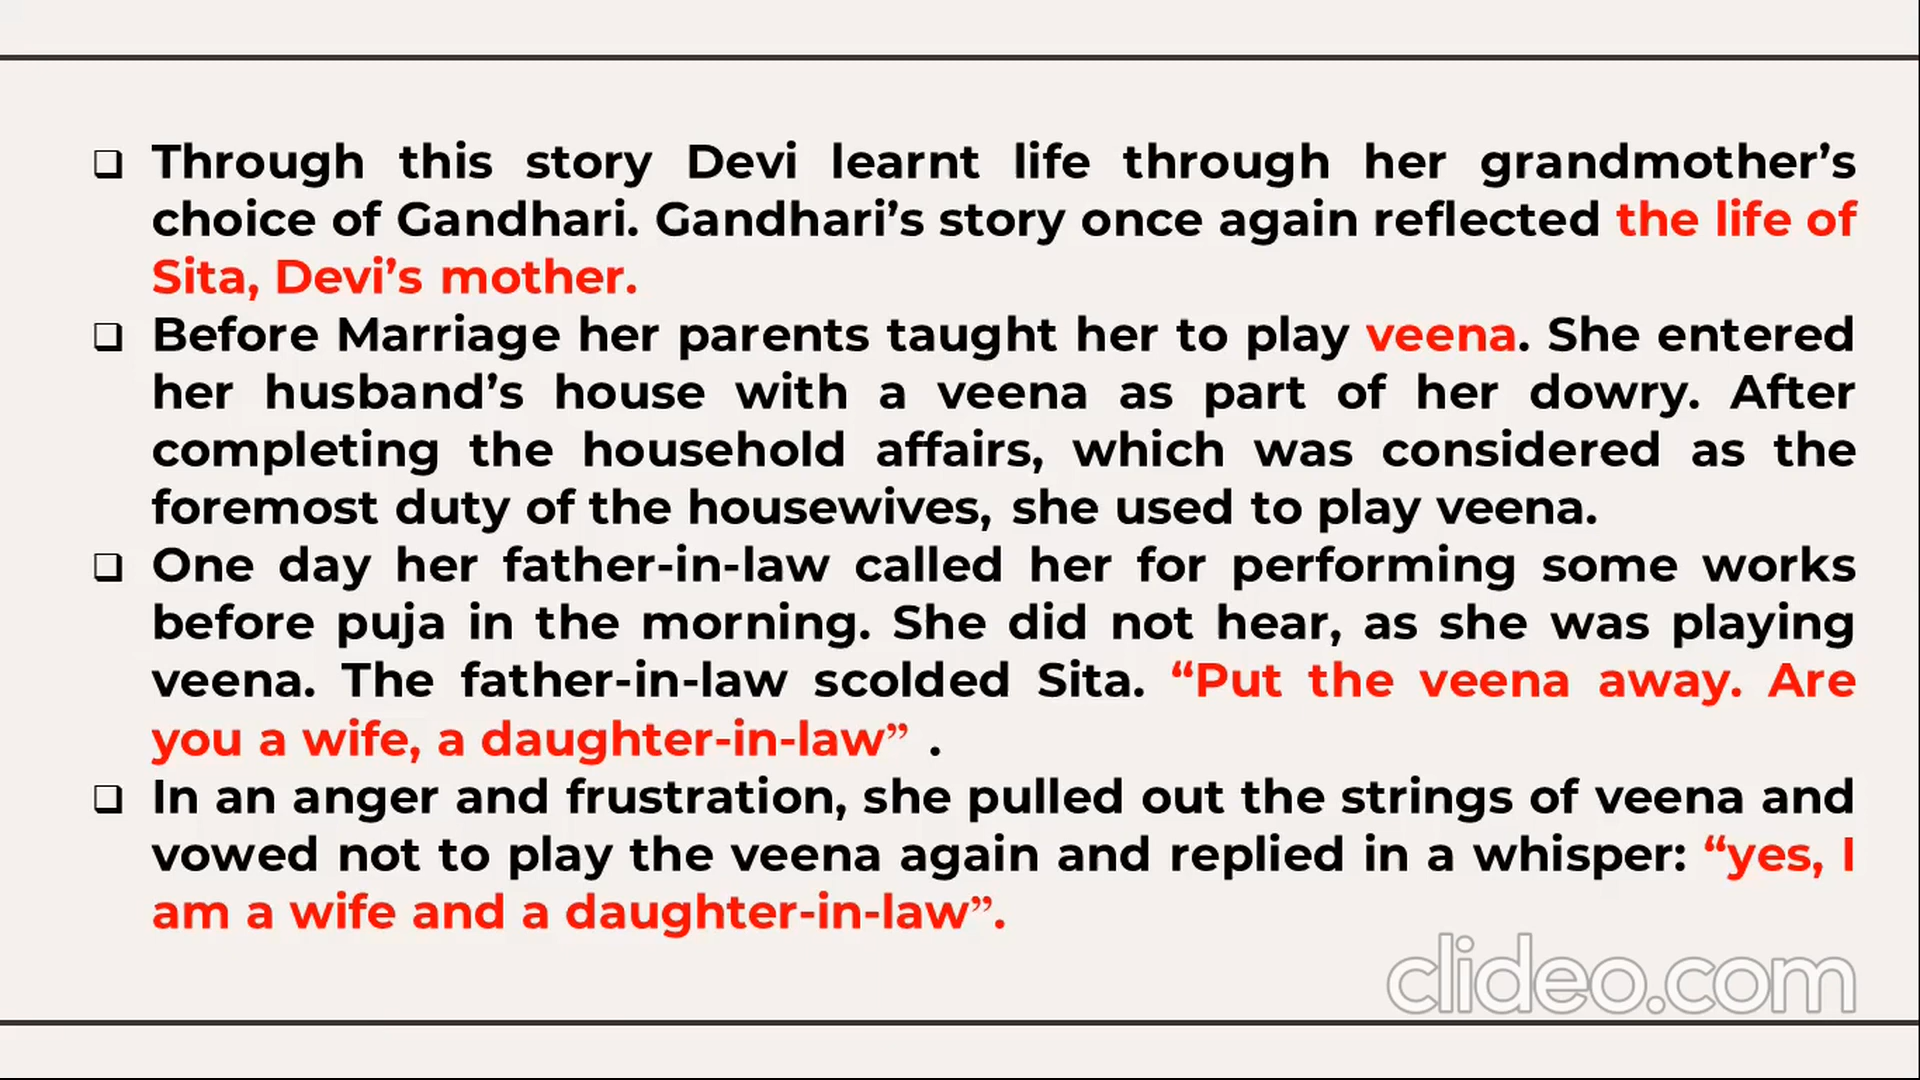 ❑ Through this story Devi learnt life through her grandmother’s
choice of Gandhari. Gandhari’s story once again reflected the life of
Sita, Devi’s mother.
❑ Before Marriage her parents taught her to play veena. She entered
her husband’s house with a veena as part of her dowry. After
completing the household affairs, which was considered as the
foremost duty of the housewives, she used to play veena.
❑ One day her father-in-law called her for performing some works
before puja in the morning. She did not hear, as she was playing
veena. The father-in-law scolded Sita. “Put the veena away. Are
you a wife, a daughter-in-law” .
❑ In an anger and frustration, she pulled out the strings of veena and
vowed not to play the veena again and replied in a whisper: “yes, I
am a wife and a daughter-in-law”.
clideo.com